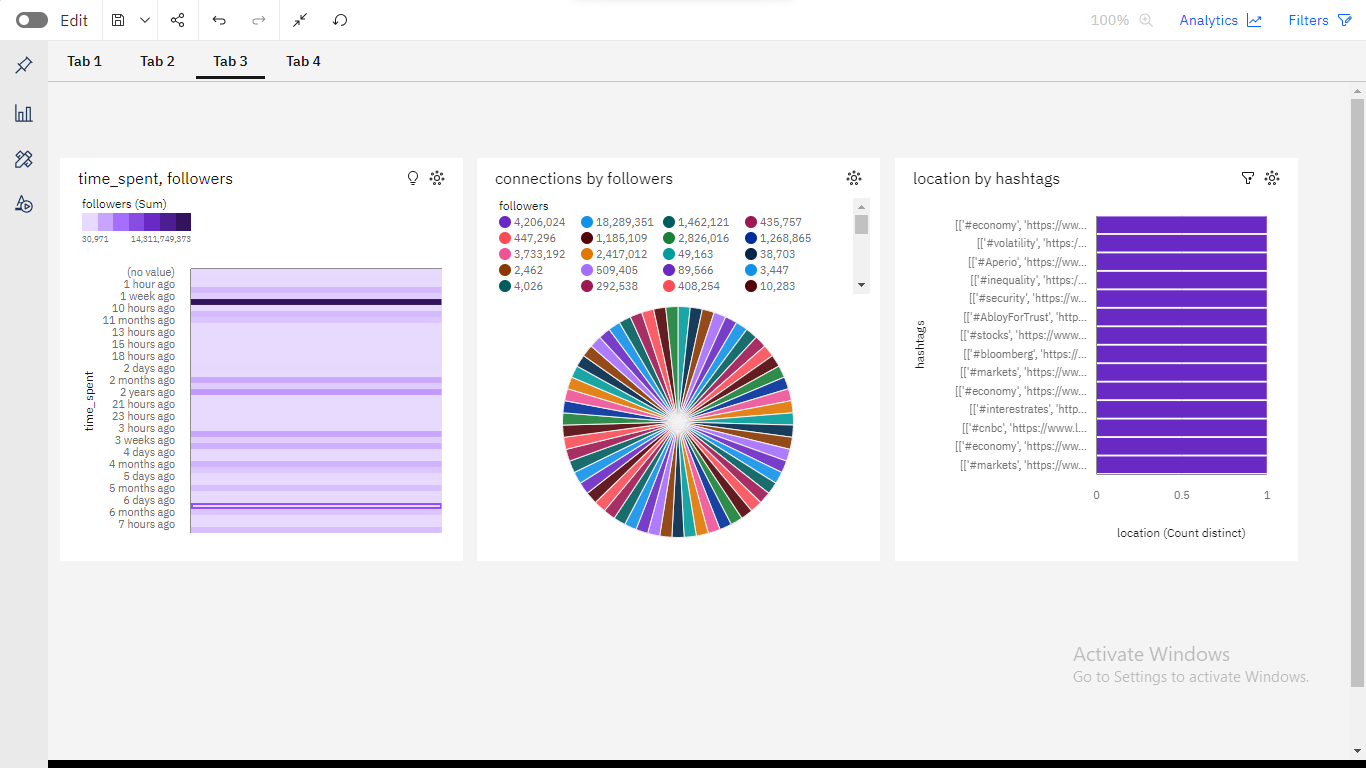 Edit
100%
Analytics
Filters
Tab 1
Tab 2
Tab 3
Tab 4
time_spent, followers
followers (Sum)
30,971
14,311,749,373
time_spent
(no value)
1 hour ago
1 week ago
10 hours ago
11 months ago
13 hours ago
15 hours ago
18 hours ago
2 days ago
2 months ago
2 years ago
21 hours ago
23 hours ago
3 hours ago
3 weeks ago
4 days ago
4 months ago
5 days ago
5 months ago
6 days ago
6 months ago
7 hours ago
connections by followers
followers
4,206,024 18,289,351 1,462,121 435,757
447,296 1,185,109 2,826,016 1,268,865
3,733,192 2,417,012 49,163 38,703
2,462 509,405 89,566 3,447
4,026 292,538 408,254 10,283
location by hashtags
hashtags
[['#economy', 'https://ww...
[['#volatility', 'https:/...
[['#Aperio', 'https://ww...
[['#inequality', 'https:/...
[['#security', 'https://w...
[['#AbloyForTrust', 'http...
[['#stocks', 'https://www...
[['#bloomberg', 'https://...
[['#markets', 'https://ww...
[['#economy', 'https://ww...
[['#interestrates', 'http...
[['#cnbc', 'https://www.l...
[['#economy', 'https://ww...
[['#markets', 'https://ww...
0 0.5 1
location (Count distinct)
Activate Windows
Go to Settings to activate Windows.